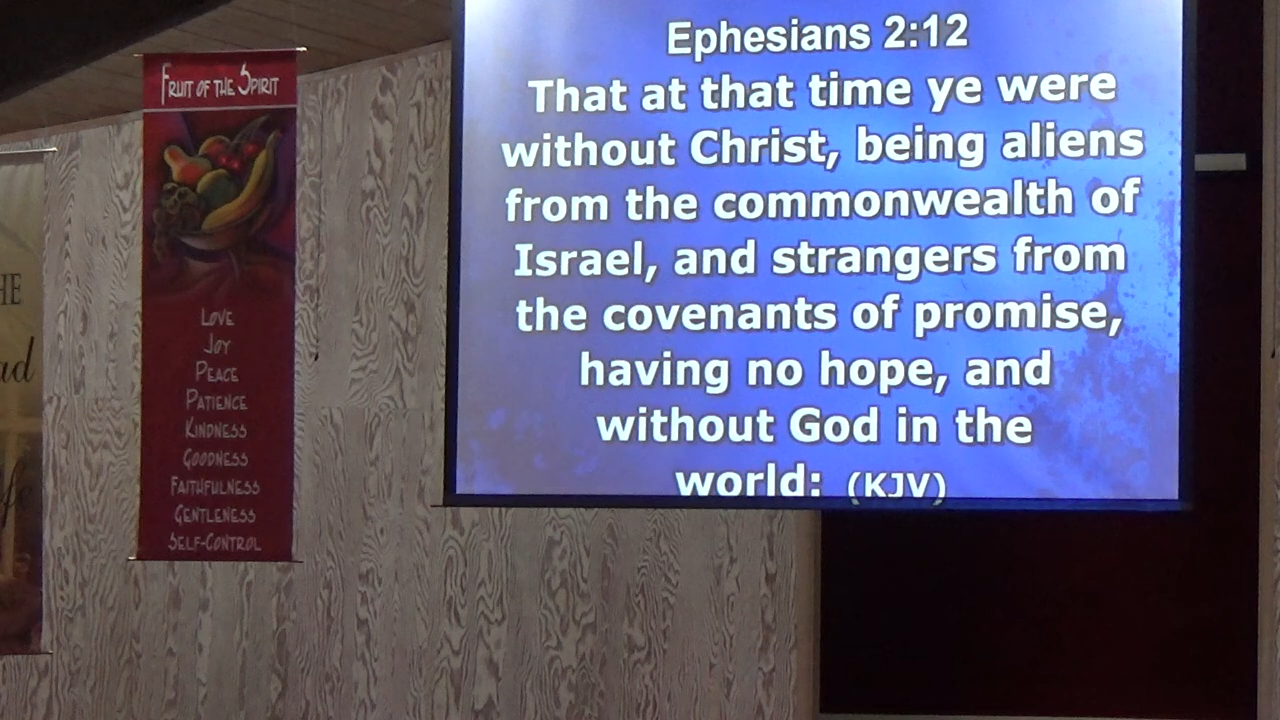 FRUIT OF THE SPIRIT
LOVE
JOY
PEACE
PATIENCE
KINDNESS
GOODNESS
FAITHFULNESS
GENTLENESS
SELF-CONTROL
Ephesians 2:12
That at that time ye were
without Christ, being aliens
from the commonwealth of
Israel, and strangers from
the covenants of promise,
having no hope, and
without God in the
world: (KJV)